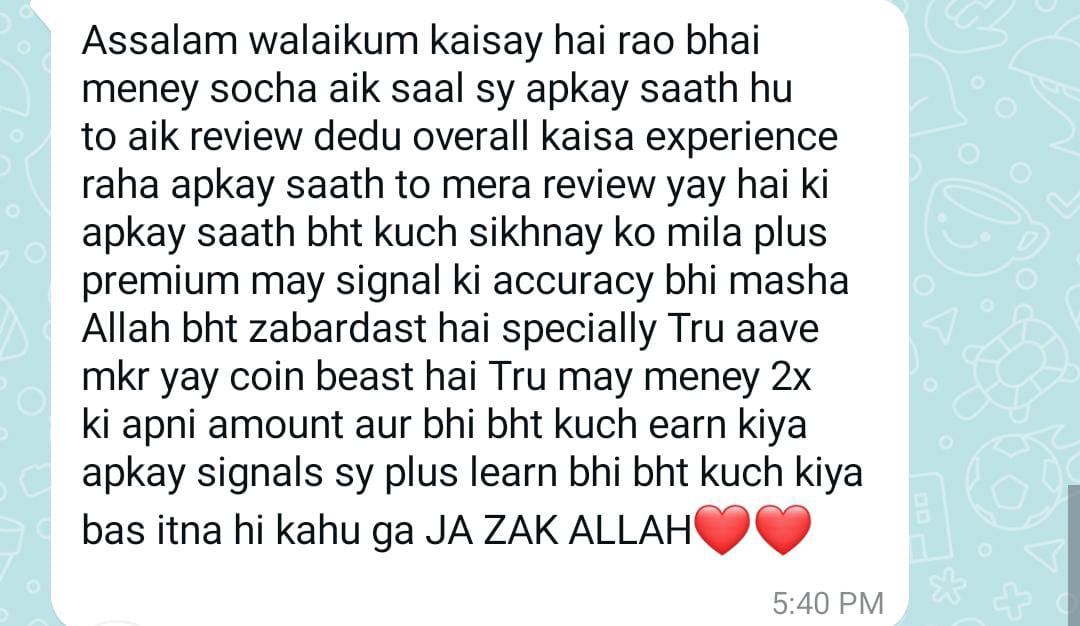 Assalam walaikum kaisay hai rao bhai
meney socha aik saal sy apkay saath hu
to aik review dedu overall kaisa experience
raha apkay saath to mera review yay hai ki
apkay saath bht kuch sikhnay ko mila plus
premium may signal ki accuracy bhi masha
Allah bht zabardast hai specially Tru aave
mkr yay coin beast hai Tru may meney 2x
ki apni amount aur bhi bht kuch earn kiya
apkay signals sy plus learn bhi bht kuch kiya
bas itna hi kahu ga JA ZAK ALLAH❤️❤️
5:40 PM